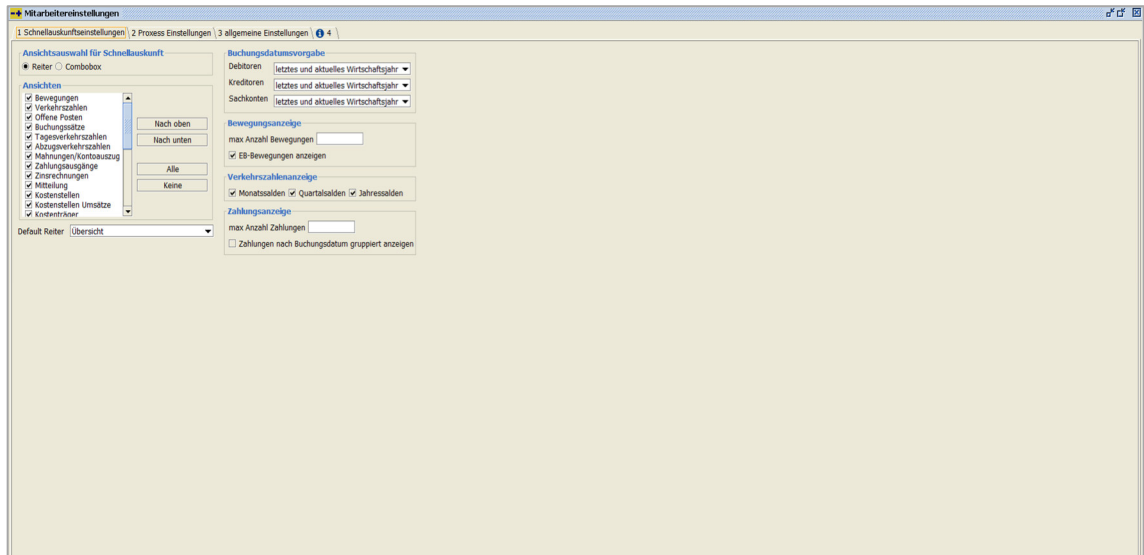 Mitarbeitereinstellungen
1 Schnellauskunftseinstellungen 2 Proxess Einstellungen 3 allgemeine Einstellungen 4
Ansichtsauswahl für Schnellauskunft
Reiter Combobox
Ansichten
Bewegungen
Verkehrszahlen
Offene Posten
Buchungssätze
Tagesverkehrszahlen
Abzugsverkehrszahlen
Mahnungen/Kontoauszug
Zahlungsausgänge
Zinsrechnungen
Mitteilung
Kostenstellen
Kostenstellen Umsätze
Kostenträger
Nach oben
Nach unten
Alle
Keine
Default Reiter Übersicht
Buchungsdatumsvorgabe
Debitoren letztes und aktuelles Wirtschaftsjahr
Kreditoren letztes und aktuelles Wirtschaftsjahr
Sachkonten letztes und aktuelles Wirtschaftsjahr
Bewegungsanzeige
max Anzahl Bewegungen
EB-Bewegungen anzeigen
Verkehrszahlenanzeige
Monatssalden Quartalsalden Jahressalden
Zahlungsanzeige
max Anzahl Zahlungen
Zahlungen nach Buchungsdatum gruppiert anzeigen